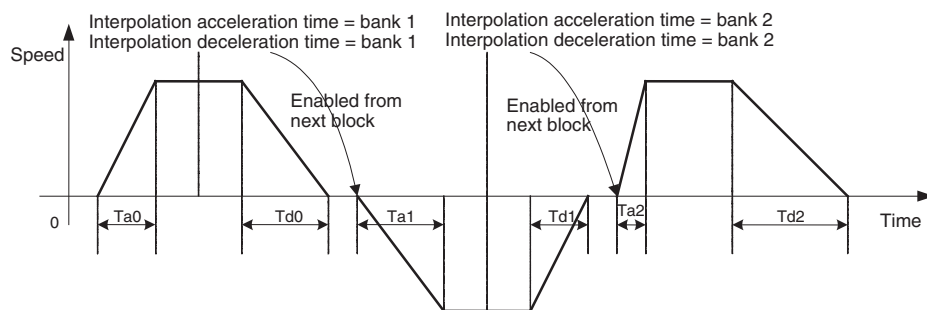 Interpolation acceleration time = bank 1
Interpolation deceleration time = bank 1
Interpolation acceleration time = bank 2
Interpolation deceleration time = bank 2
Speed
Enabled from
next block
Enabled from
next block
0
Ta0
Td0
Ta1
Td1
Ta2
Td2
Time